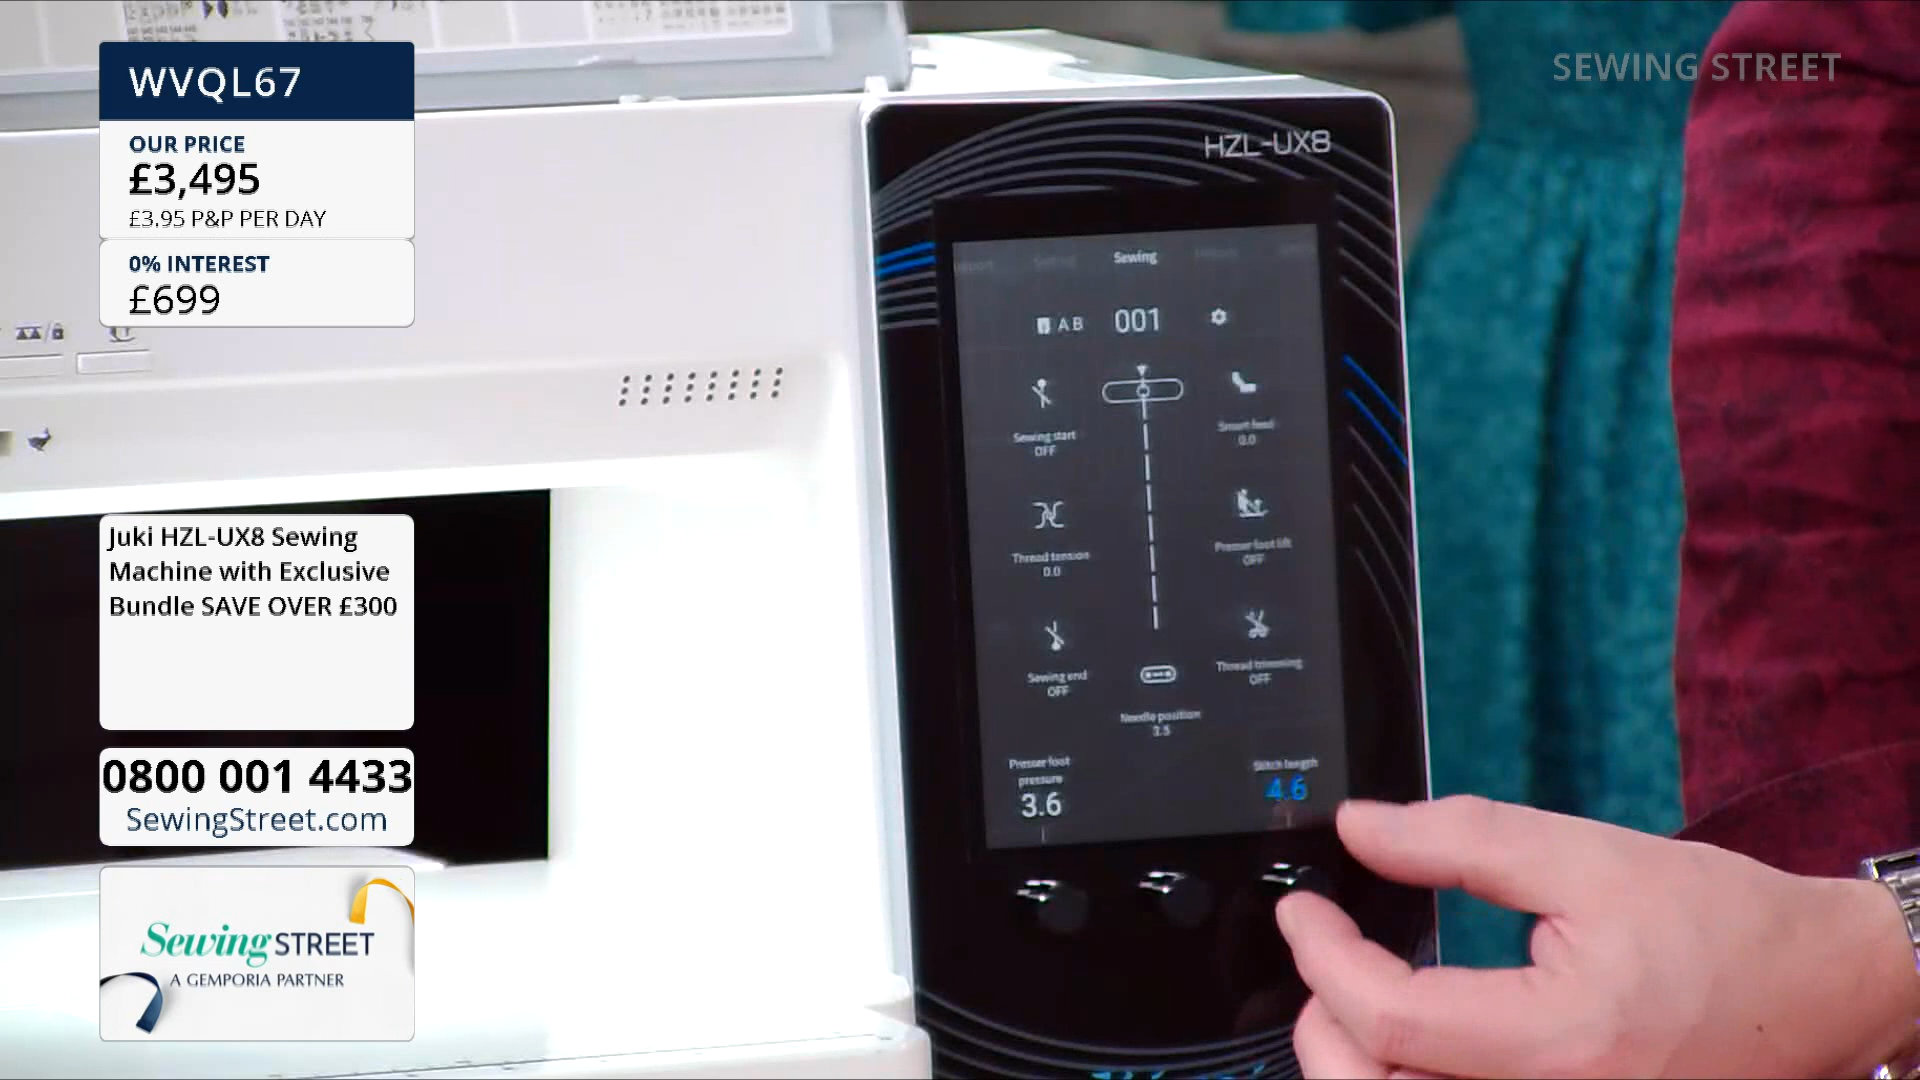 WVQL67
OUR PRICE
£3,495
£3.95 P&P PER DAY
0% INTEREST
£699
Juki HZL-UX8 Sewing
Machine with Exclusive
Bundle SAVE OVER £300
0800 001 4433
SewingStreet.com
Sewing STREET
A GEMPORIA PARTNER
SEWING STREET
HZL-UX8
Sewing
A B 001
Sewing start
OFF
Smart feed
0.0
Thread tension
0.0
Presser foot lift
OFF
Sewing end
OFF
Thread trimming
OFF
Needle position
3.5
Presser foot
pressure
3.6
Stitch length
4.6